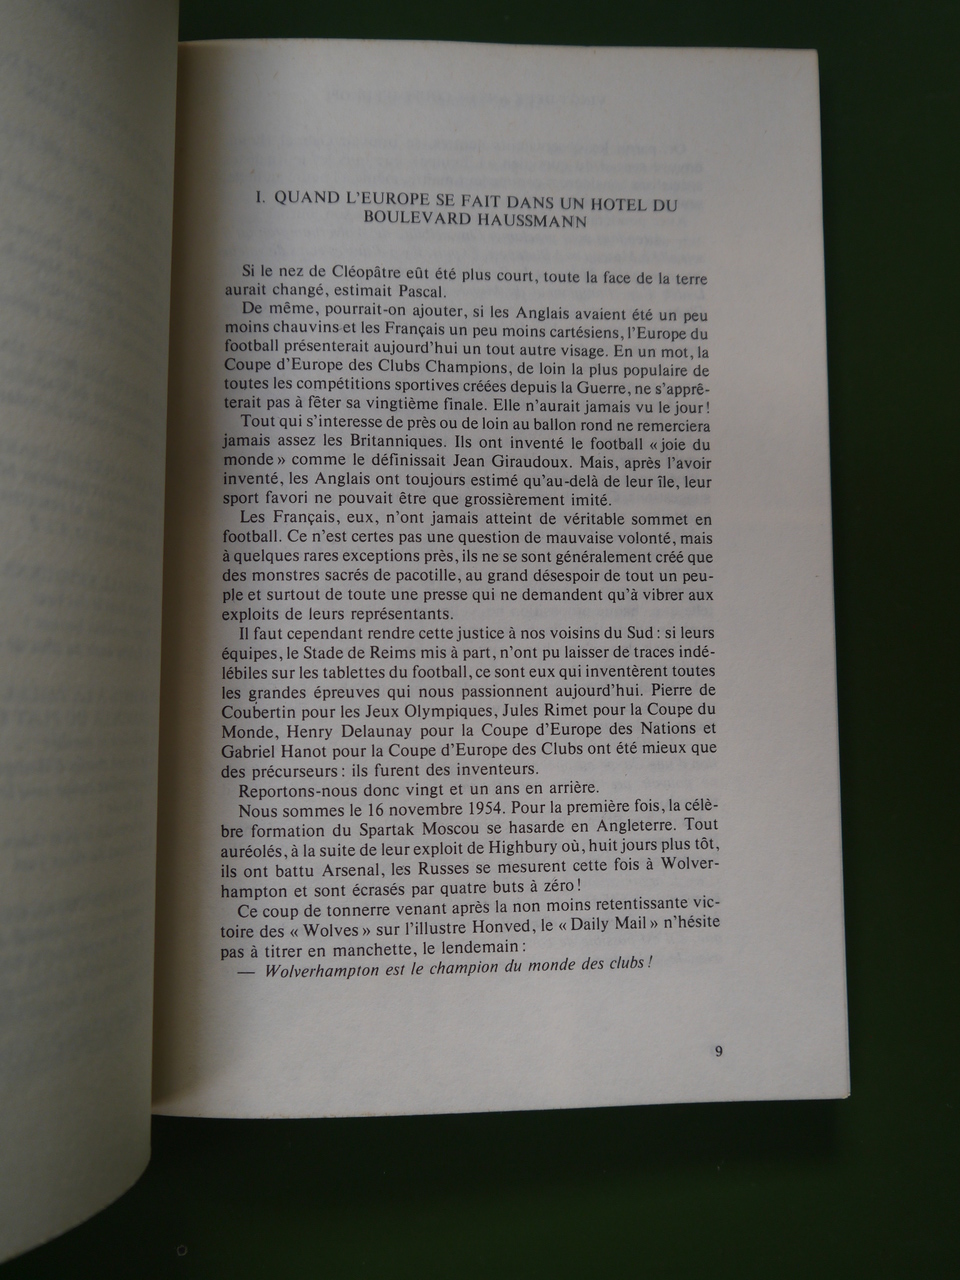 I. QUAND L'EUROPE SE FAIT DANS UN HOTEL DU
BOULEVARD HAUSSMANN
Si le nez de Cléopâtre eût été plus court, toute la face de la terre
aurait changé, estimait Pascal.
De même, pourrait-on ajouter, si les Anglais avaient été un peu
moins chauvins et les Français un peu moins cartésiens, l'Europe du
football présenterait aujourd'hui un tout autre visage. En un mot, la
Coupe d'Europe des Clubs Champions, de loin la plus populaire de
toutes les compétitions sportives créées depuis la Guerre, ne s'apprê-
terait pas à fêter sa vingtième finale. Elle n'aurait jamais vu le jour!
Tout qui s'interesse de près ou de loin au ballon rond ne remerciera
jamais assez les Britanniques. Ils ont inventé le football «joie du
monde» comme le définissait Jean Giraudoux. Mais, après l'avoir
inventé, les Anglais ont toujours estimé qu'au-delà de leur île, leur
sport favori ne pouvait être que grossièrement imité.
Les Français, eux, n'ont jamais atteint de véritable sommet en
football. Ce n'est certes pas une question de mauvaise volonté, mais
à quelques rares exceptions près, ils ne se sont généralement créé que
des monstres sacrés de pacotille, au grand désespoir de tout un peu-
ple et surtout de toute une presse qui ne demandent qu'à vibrer aux
exploits de leurs représentants.
Il faut cependant rendre cette justice à nos voisins du Sud : si leurs
équipes, le Stade de Reims mis à part, n'ont pu laisser de traces indé-
lébiles sur les tablettes du football, ce sont eux qui inventèrent toutes
les grandes épreuves qui nous passionnent aujourd'hui. Pierre de
Coubertin pour les Jeux Olympiques, Jules Rimet pour la Coupe du
Monde, Henry Delaunay pour la Coupe d'Europe des Nations et
Gabriel Hanot pour la Coupe d'Europe des Clubs ont été mieux que
des précurseurs : ils furent des inventeurs.
Reportons-nous donc vingt et un ans en arrière.
Nous sommes le 16 novembre 1954. Pour la première fois, la célè-
bre formation du Spartak Moscou se hasarde en Angleterre. Tout
auréolés, à la suite de leur exploit de Highbury où, huit jours plus tôt,
ils ont battu Arsenal, les Russes se mesurent cette fois à Wolver-
hampton et sont écrasés par quatre buts à zéro!
Ce coup de tonnerre venant après la non moins retentissante vic-
toire des « Wolves » sur l'illustre Honved, le « Daily Mail » n'hésite
pas à titrer en manchette, le lendemain :
— Wolverhampton est le champion du monde des clubs !
9